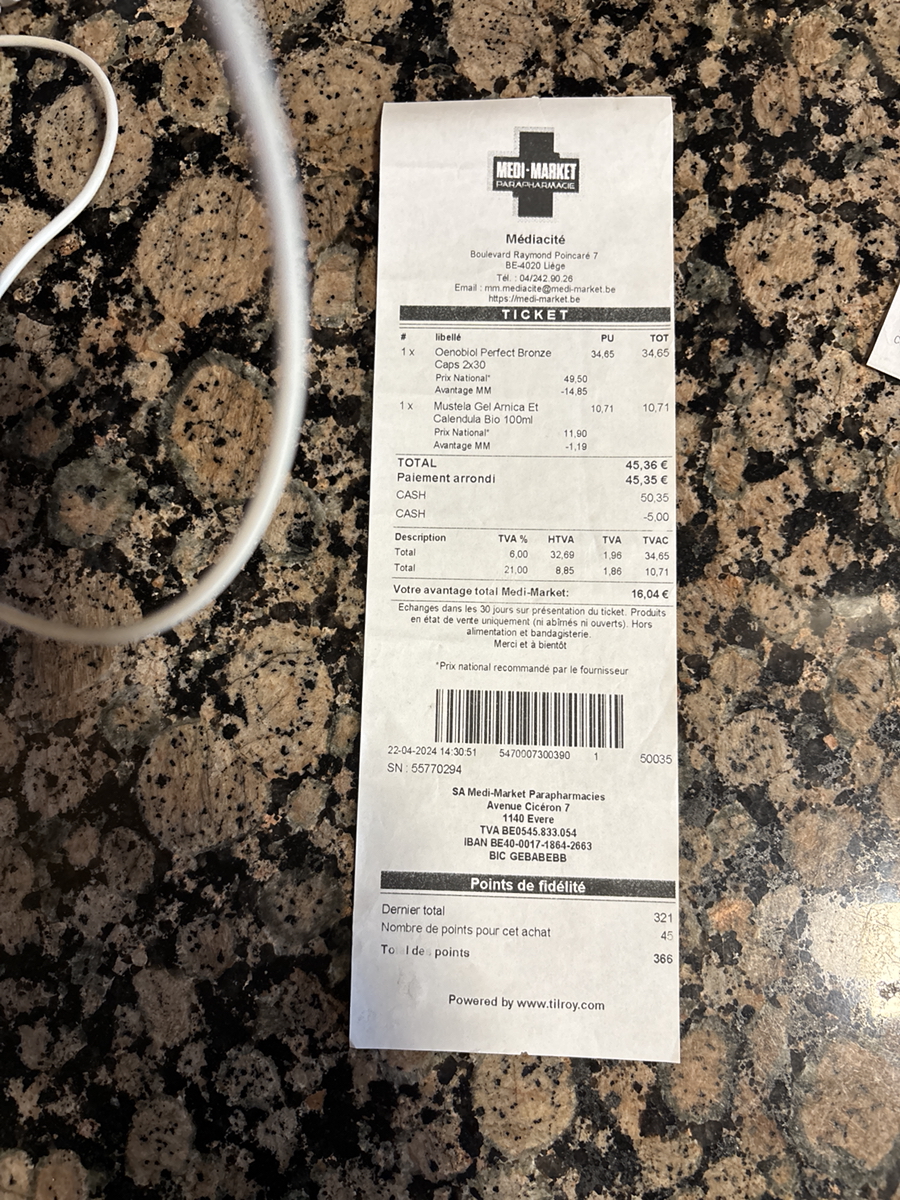 MEDI-MARKET
PARAPHARMACIE
Médiacité
Boulevard Raymond Poincaré 7
BE-4020 Liège
Tél. : 04/242.90.26
Email : mm.mediacite@medi-market.be
https://medi-market.be
TICKET
# libellé PU TOT
1 x Oenobiol Perfect Bronze 34,65 34,65
Caps 2x30
Prix National* 49,50
Avantage MM -14,85
1 x Mustela Gel Arnica Et 10,71 10,71
Calendula Bio 100ml
Prix National* 11,90
Avantage MM -1,19
TOTAL 45,36 €
Paiement arrondi 45,35 €
CASH 50,35
CASH -5,00
Description TVA % HTVA TVA TVAC
Total 6,00 32,69 1,96 34,65
Total 21,00 8,85 1,86 10,71
Votre avantage total Medi-Market: 16,04 €
Echanges dans les 30 jours sur présentation du ticket. Produits
en état de vente uniquement (ni abîmés ni ouverts). Hors
alimentation et bandagisterie.
Merci et à bientôt
*Prix national recommandé par le fournisseur
22-04-2024 14:30:51 5470007300390 1 50035
SN : 55770294
SA Medi-Market Parapharmacies
Avenue Cicéron 7
1140 Evere
TVA BE0545.833.054
IBAN BE40-0017-1864-2663
BIC GEBABEBB
Points de fidélité
Dernier total 321
Nombre de points pour cet achat 45
Total des points 366
Powered by www.tilroy.com